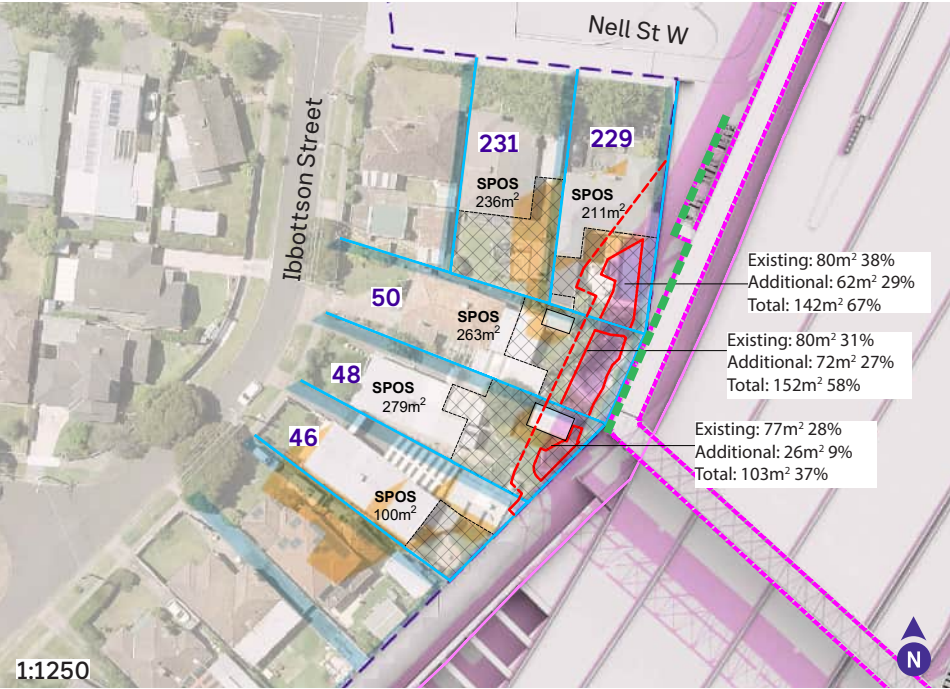 Nell St W
Ibbottson Street
231
229
SPOS
236m²
SPOS
211m²
Existing: 80m² 38%
Additional: 62m² 29%
Total: 142m² 67%
50
SPOS
263m²
Existing: 80m² 31%
Additional: 72m² 27%
Total: 152m² 58%
48
SPOS
279m²
Existing: 77m² 28%
Additional: 26m² 9%
Total: 103m² 37%
46
SPOS
100m²
1:1250
N